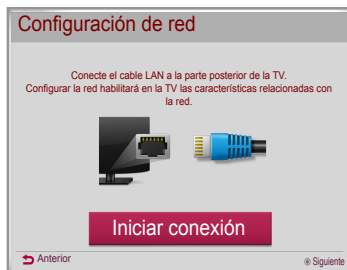 Configuración de red
Conecte el cable LAN a la parte posterior de la TV.
Configurar la red habilitará en la TV las características relacionadas con
la red.
Iniciar conexión
Anterior
Siguiente